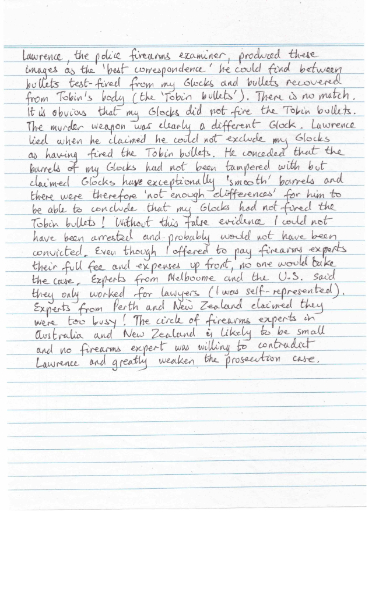 Lawrence, the police firearms examiner, produced these
images as the 'best correspondence' he could find between
bullets test-fired from my Glocks and bullets recovered
from Tobin's body (the 'Tobin bullets'). There is no match.
It is obvious that my Glocks did not fire the Tobin bullets.
The murder weapon was clearly a different Glock. Lawrence
lied when he claimed he could not exclude my Glocks
as having fired the Tobin bullets. He conceded that the
barrels of my Glocks had not been tampered with but
claimed Glocks have exceptionally 'smooth' barrels and
there were therefore 'not enough differences' for him to
be able to conclude that my Glocks had not fired the
Tobin bullets! Without this false evidence I could not
have been arrested and probably would not have been
convicted. Even though I offered to pay firearms experts
their full fee and expenses up front, no one would take
the case. Experts from Melbourne and the U.S. said
they only worked for lawyers (I was self-represented).
Experts from Perth and New Zealand claimed they
were too busy! The circle of firearms experts in
Australia and New Zealand is likely to be small
and no firearms expert was willing to contradict
Lawrence and greatly weaken the prosecution case.